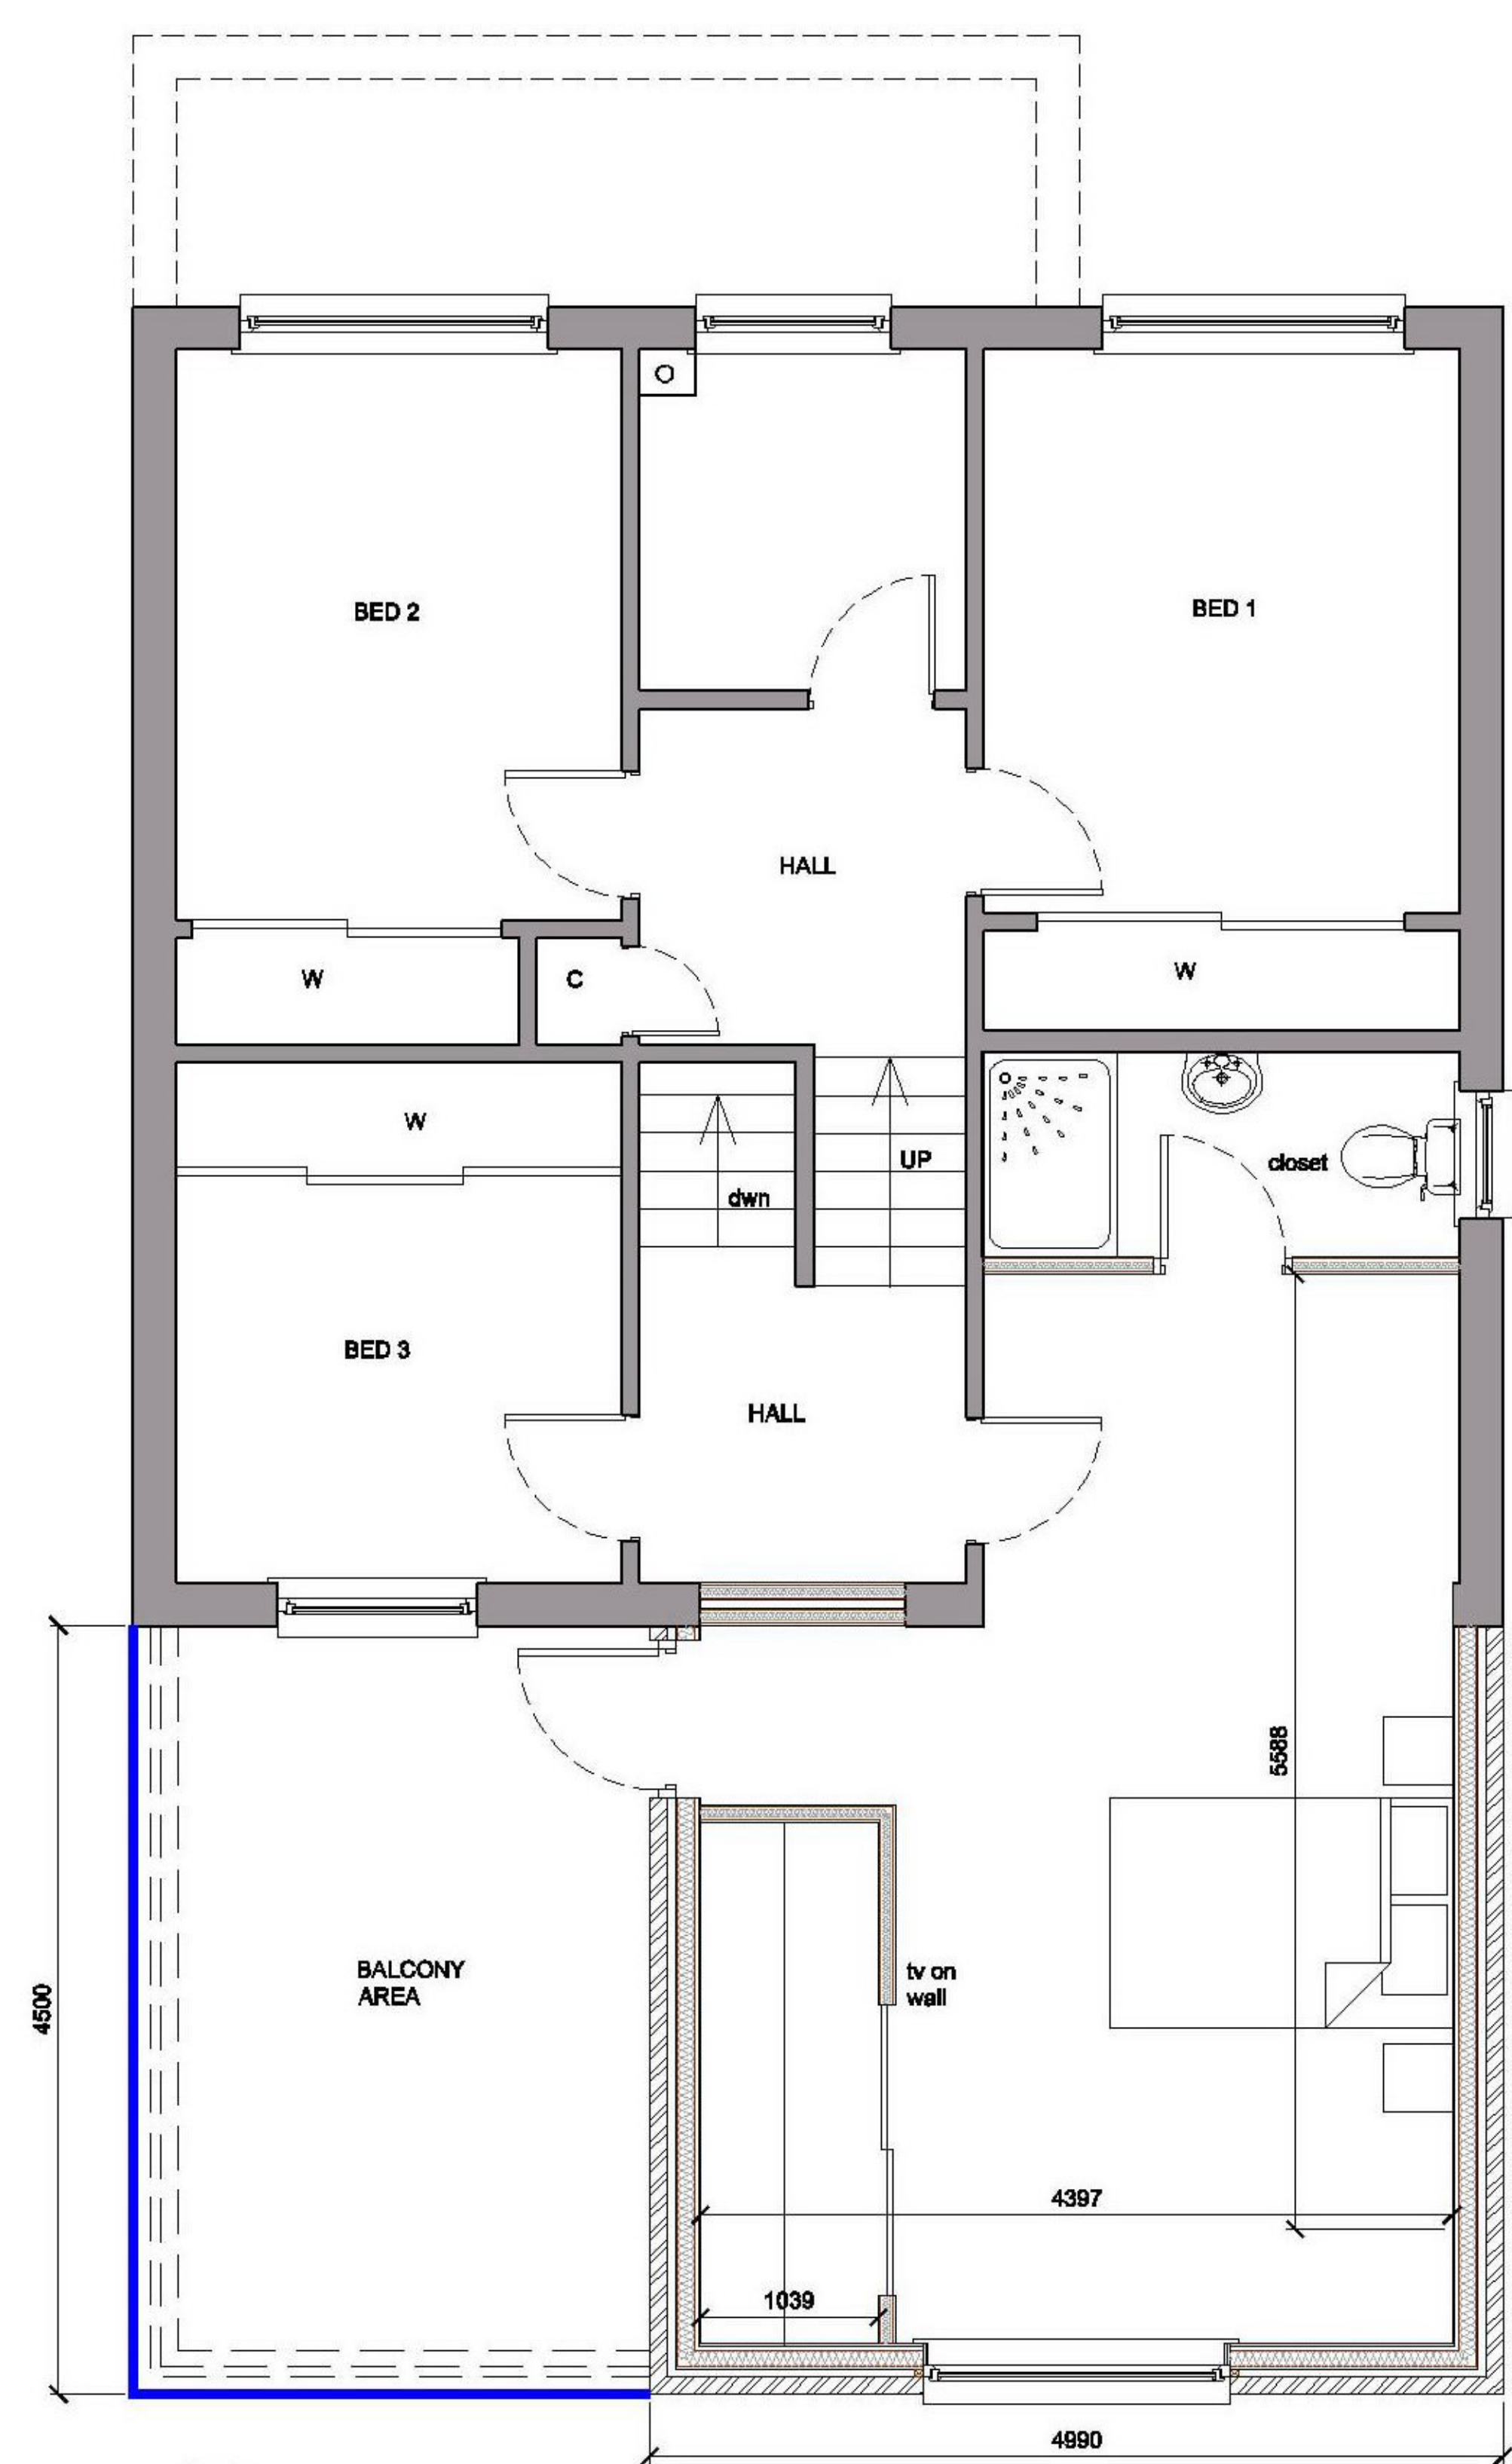 BED 2
BED 1
HALL
W
C
W
W
UP
dwn
closet
BED 3
HALL
5588
BALCONY
AREA
tv on
wall
4500
4397
1039
4990